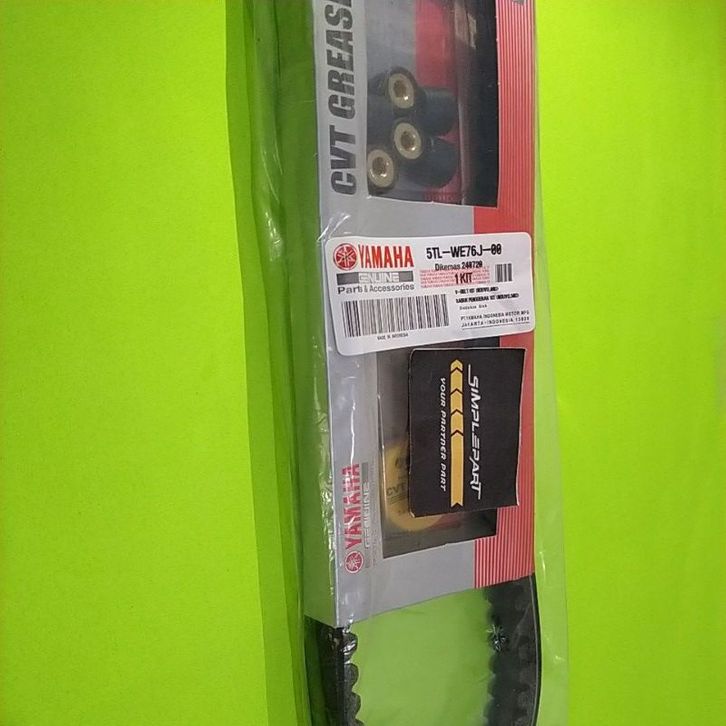 CVT GREASE
YAMAHA
GENUINE
Parts & Accessories
5TL-WE76J-00
Dikemas 240720
1 KIT
MADE IN INDONESIA
PT.YAMAHA INDONESIA MOTOR MFG
JAKARTA-INDONESIA, 13920
SIMPLEPART
YOUR PARTNER PART
YAMAHA
GENUINE
CVT